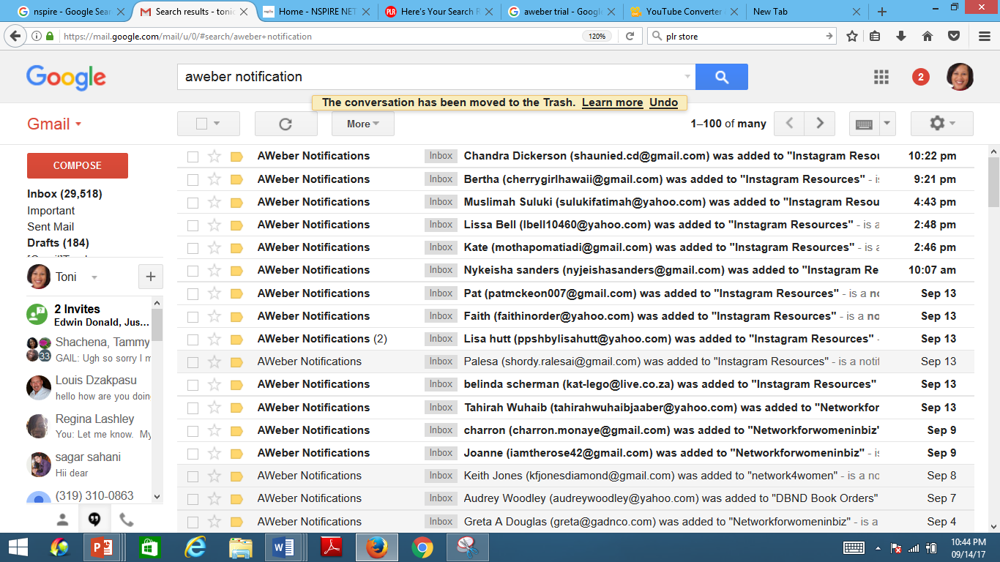 nspire - Google Sear
Search results - tonic
Home - NSPIRE NET
Here's Your Search R
aweber trial - Google
YouTube Converter
New Tab
https://mail.google.com/mail/u/0/#search/aweber+notification
120%
plr store
Google
aweber notification
2
The conversation has been moved to the Trash. Learn more Undo
Gmail
More
1–100 of many
COMPOSE
Inbox (29,518)
Important
Sent Mail
Drafts (184)
Toni
2 Invites
Edwin Donald, Jus...
Shachena, Tammy
33
GAIL: Ugh so sorry I m
Louis Dzakpasu
hello how are you doin
Regina Lashley
You: Let me know. My
sagar sahani
Hii dear
(319) 310-0863
AWeber Notifications Inbox Chandra Dickerson (shaunied.cd@gmail.com) was added to "Instagram Resou 10:22 pm
AWeber Notifications Inbox Bertha (cherrygirlhawaii@gmail.com) was added to "Instagram Resources" - is 9:21 pm
AWeber Notifications Inbox Muslimah Suluki (sulukifatimah@yahoo.com) was added to "Instagram Resou 4:43 pm
AWeber Notifications Inbox Lissa Bell (lbell10460@yahoo.com) was added to "Instagram Resources" - is a 2:48 pm
AWeber Notifications Inbox Kate (mothapomatiadi@gmail.com) was added to "Instagram Resources" - is a 2:46 pm
AWeber Notifications Inbox Nykeisha sanders (nyjeishasanders@gmail.com) was added to "Instagram Re 10:07 am
AWeber Notifications Inbox Pat (patmckeon007@gmail.com) was added to "Instagram Resources" - is a no Sep 13
AWeber Notifications Inbox Faith (faithinorder@yahoo.com) was added to "Instagram Resources" - is a no Sep 13
AWeber Notifications (2) Inbox Lisa hutt (ppshbylisahutt@yahoo.com) was added to "Instagram Resources" - Sep 13
AWeber Notifications Inbox Palesa (shordy.ralesai@gmail.com) was added to "Instagram Resources" - is a notif Sep 13
AWeber Notifications Inbox belinda scherman (kat-lego@live.co.za) was added to "Instagram Resources" Sep 13
AWeber Notifications Inbox Tahirah Wuhaib (tahirahwuhaibjaaber@yahoo.com) was added to "Networkfor Sep 13
AWeber Notifications Inbox charron (charron.monaye@gmail.com) was added to "Networkforwomeninbiz" Sep 9
AWeber Notifications Inbox Joanne (iamtherose42@gmail.com) was added to "Networkforwomeninbiz" - is Sep 9
AWeber Notifications Inbox Keith Jones (kfjonesdiamond@gmail.com) was added to "network4women" - is a no Sep 8
AWeber Notifications Inbox Audrey Woodley (audreywoodley@yahoo.com) was added to "DBND Book Orders" Sep 7
AWeber Notifications Inbox Greta A Douglas (greta@gadnco.com) was added to "Networkforwomeninbiz" - is a Sep 4
10:44 PM
09/14/17